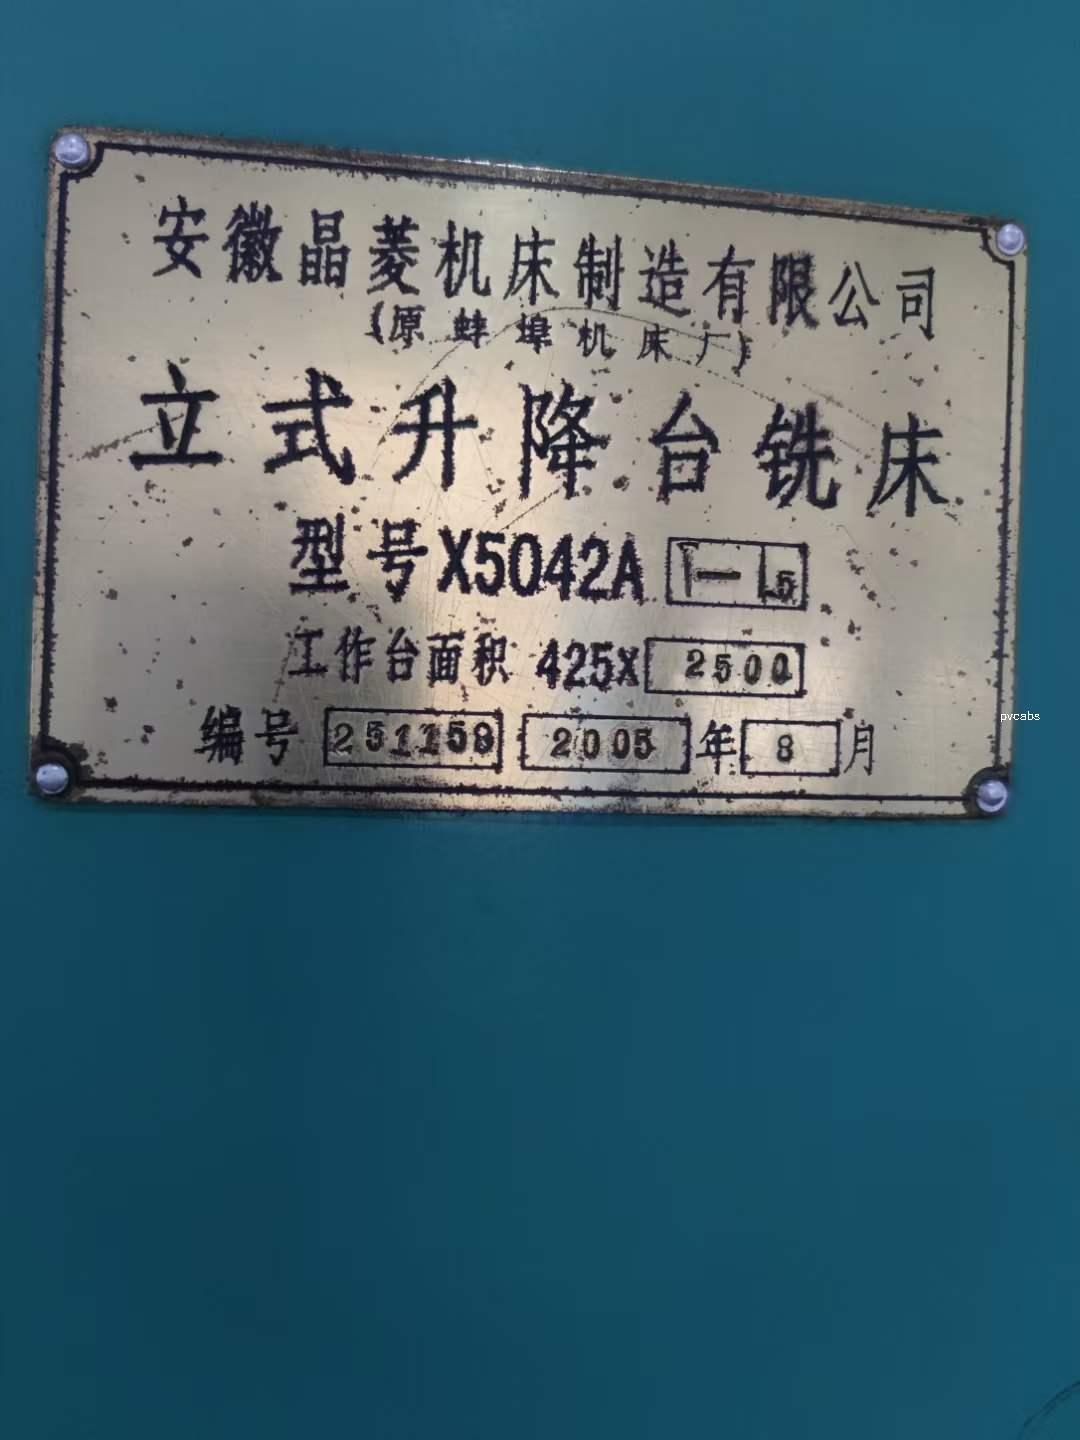 安徽晶菱机床制造有限公司
(原蚌埠机床厂)
立式升降台铣床
型号X5042A 1-1.5
工作台面积 425X 2500
编号 251158 2005 年 8 月
pvcabs